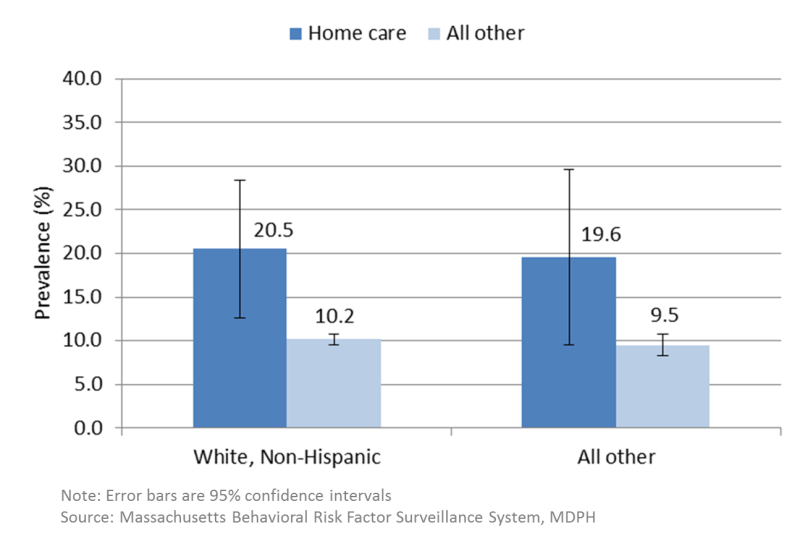 Home care All other
40.0
35.0
30.0
25.0
20.0
15.0
10.0
5.0
0.0
Prevalence (%)
20.5
10.2
19.6
9.5
White, Non-Hispanic All other
Note: Error bars are 95% confidence intervals
Source: Massachusetts Behavioral Risk Factor Surveillance System, MDPH